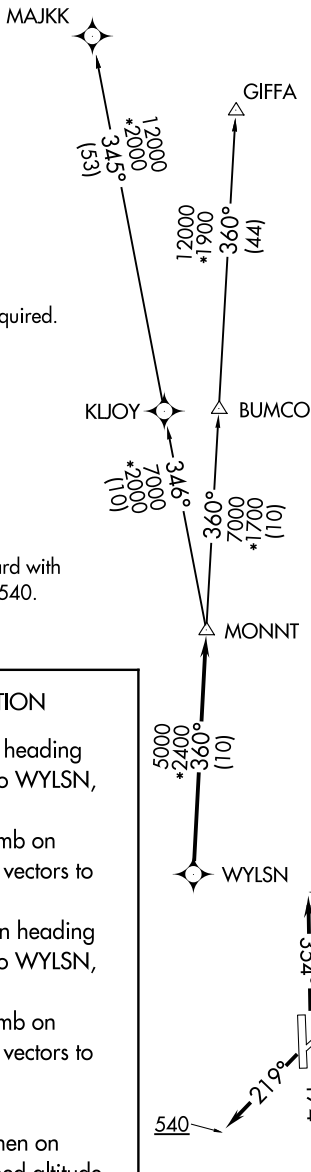 MAJKK
GIFFA
12000
*2000
345°
(53)
12000
*1900
360°
(44)
quired.
KLJOY
BUMCO
346°
7000
*2000
(10)
360°
7000
*1700
(10)
ard with
540.
MONNT
TION
heading
o WYLSN,
mb on
vectors to
n heading
o WYLSN,
mb on
vectors to
hen on
ed altitude
5000
*2400
360°
(10)
WYLSN
354°
219°
540